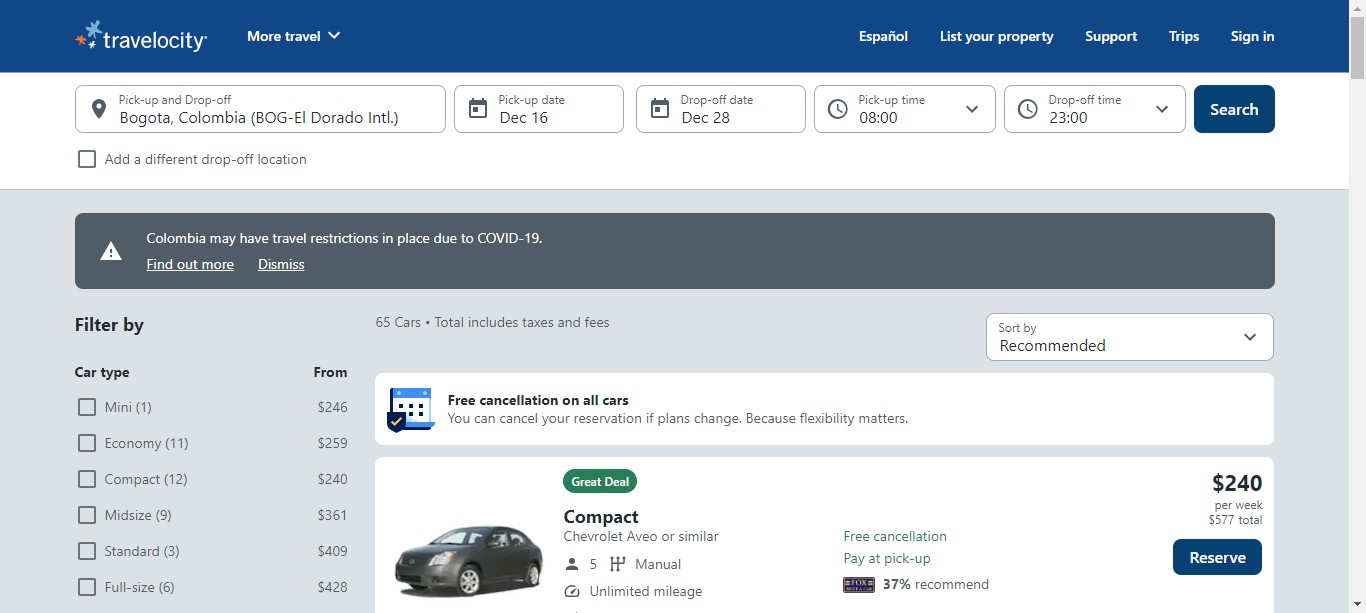 travelocity
More travel
Español
List your property
Support
Trips
Sign in
Pick-up and Drop-off
Bogota, Colombia (BOG-El Dorado Intl.)
Pick-up date
Dec 16
Drop-off date
Dec 28
Pick-up time
08:00
Drop-off time
23:00
Search
Add a different drop-off location
Colombia may have travel restrictions in place due to COVID-19.
Find out more Dismiss
Filter by
65 Cars • Total includes taxes and fees
Sort by
Recommended
Car type From
Mini (1) $246
Economy (11) $259
Compact (12) $240
Midsize (9) $361
Standard (3) $409
Full-size (6) $428
Free cancellation on all cars
You can cancel your reservation if plans change. Because flexibility matters.
Great Deal
Compact
Chevrolet Aveo or similar
5 Manual
Unlimited mileage
Free cancellation
Pay at pick-up
FOX
RENT A CAR
37% recommend
$240
per week
$577 total
Reserve